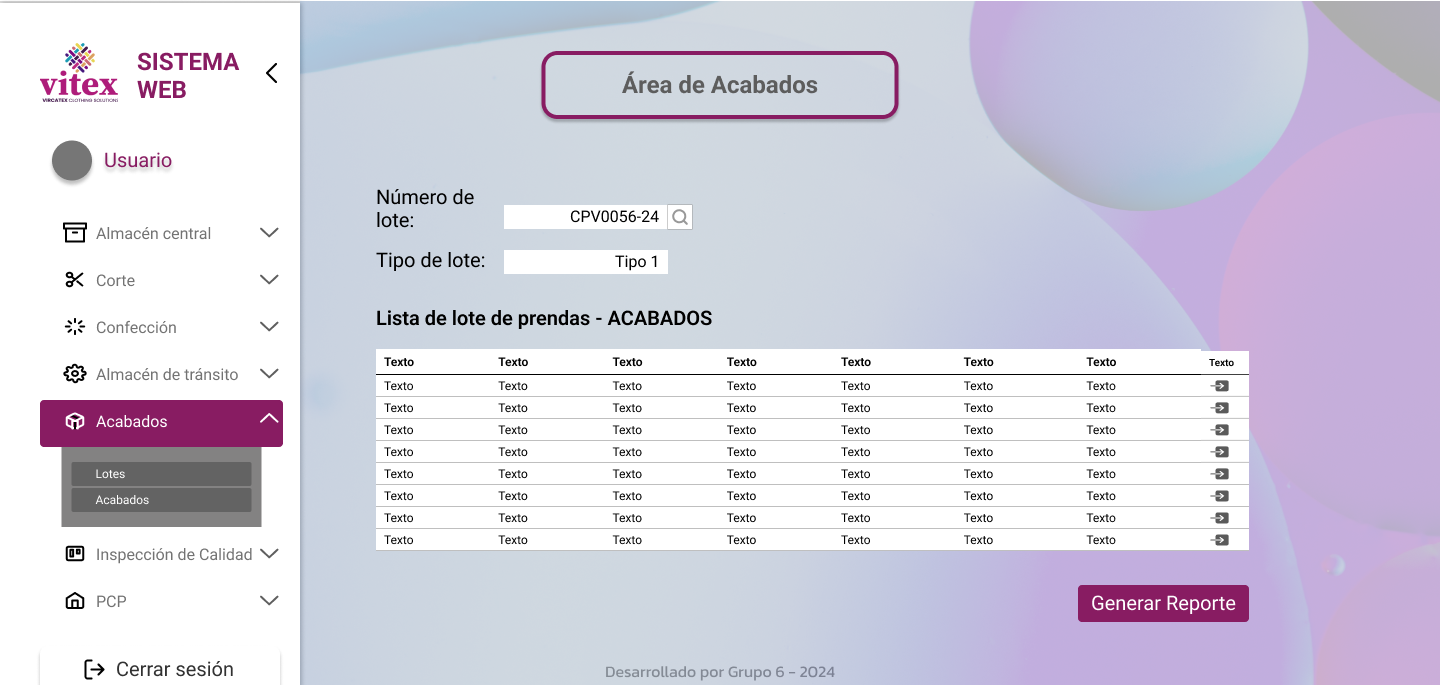 vitex
VIRCATEX CLOTHING SOLUTIONS
SISTEMA
WEB
Usuario
Almacén central
Corte
Confección
Almacén de tránsito
Acabados
Lotes
Acabados
Inspección de Calidad
PCP
Cerrar sesión
Área de Acabados
Número de
lote:
CPV0056-24
Tipo de lote:
Tipo 1
Lista de lote de prendas - ACABADOS
Texto Texto Texto Texto Texto Texto Texto Texto
Texto Texto Texto Texto Texto Texto Texto
Texto Texto Texto Texto Texto Texto Texto
Texto Texto Texto Texto Texto Texto Texto
Texto Texto Texto Texto Texto Texto Texto
Texto Texto Texto Texto Texto Texto Texto
Texto Texto Texto Texto Texto Texto Texto
Texto Texto Texto Texto Texto Texto Texto
Texto Texto Texto Texto Texto Texto Texto
Generar Reporte
Desarrollado por Grupo 6 - 2024